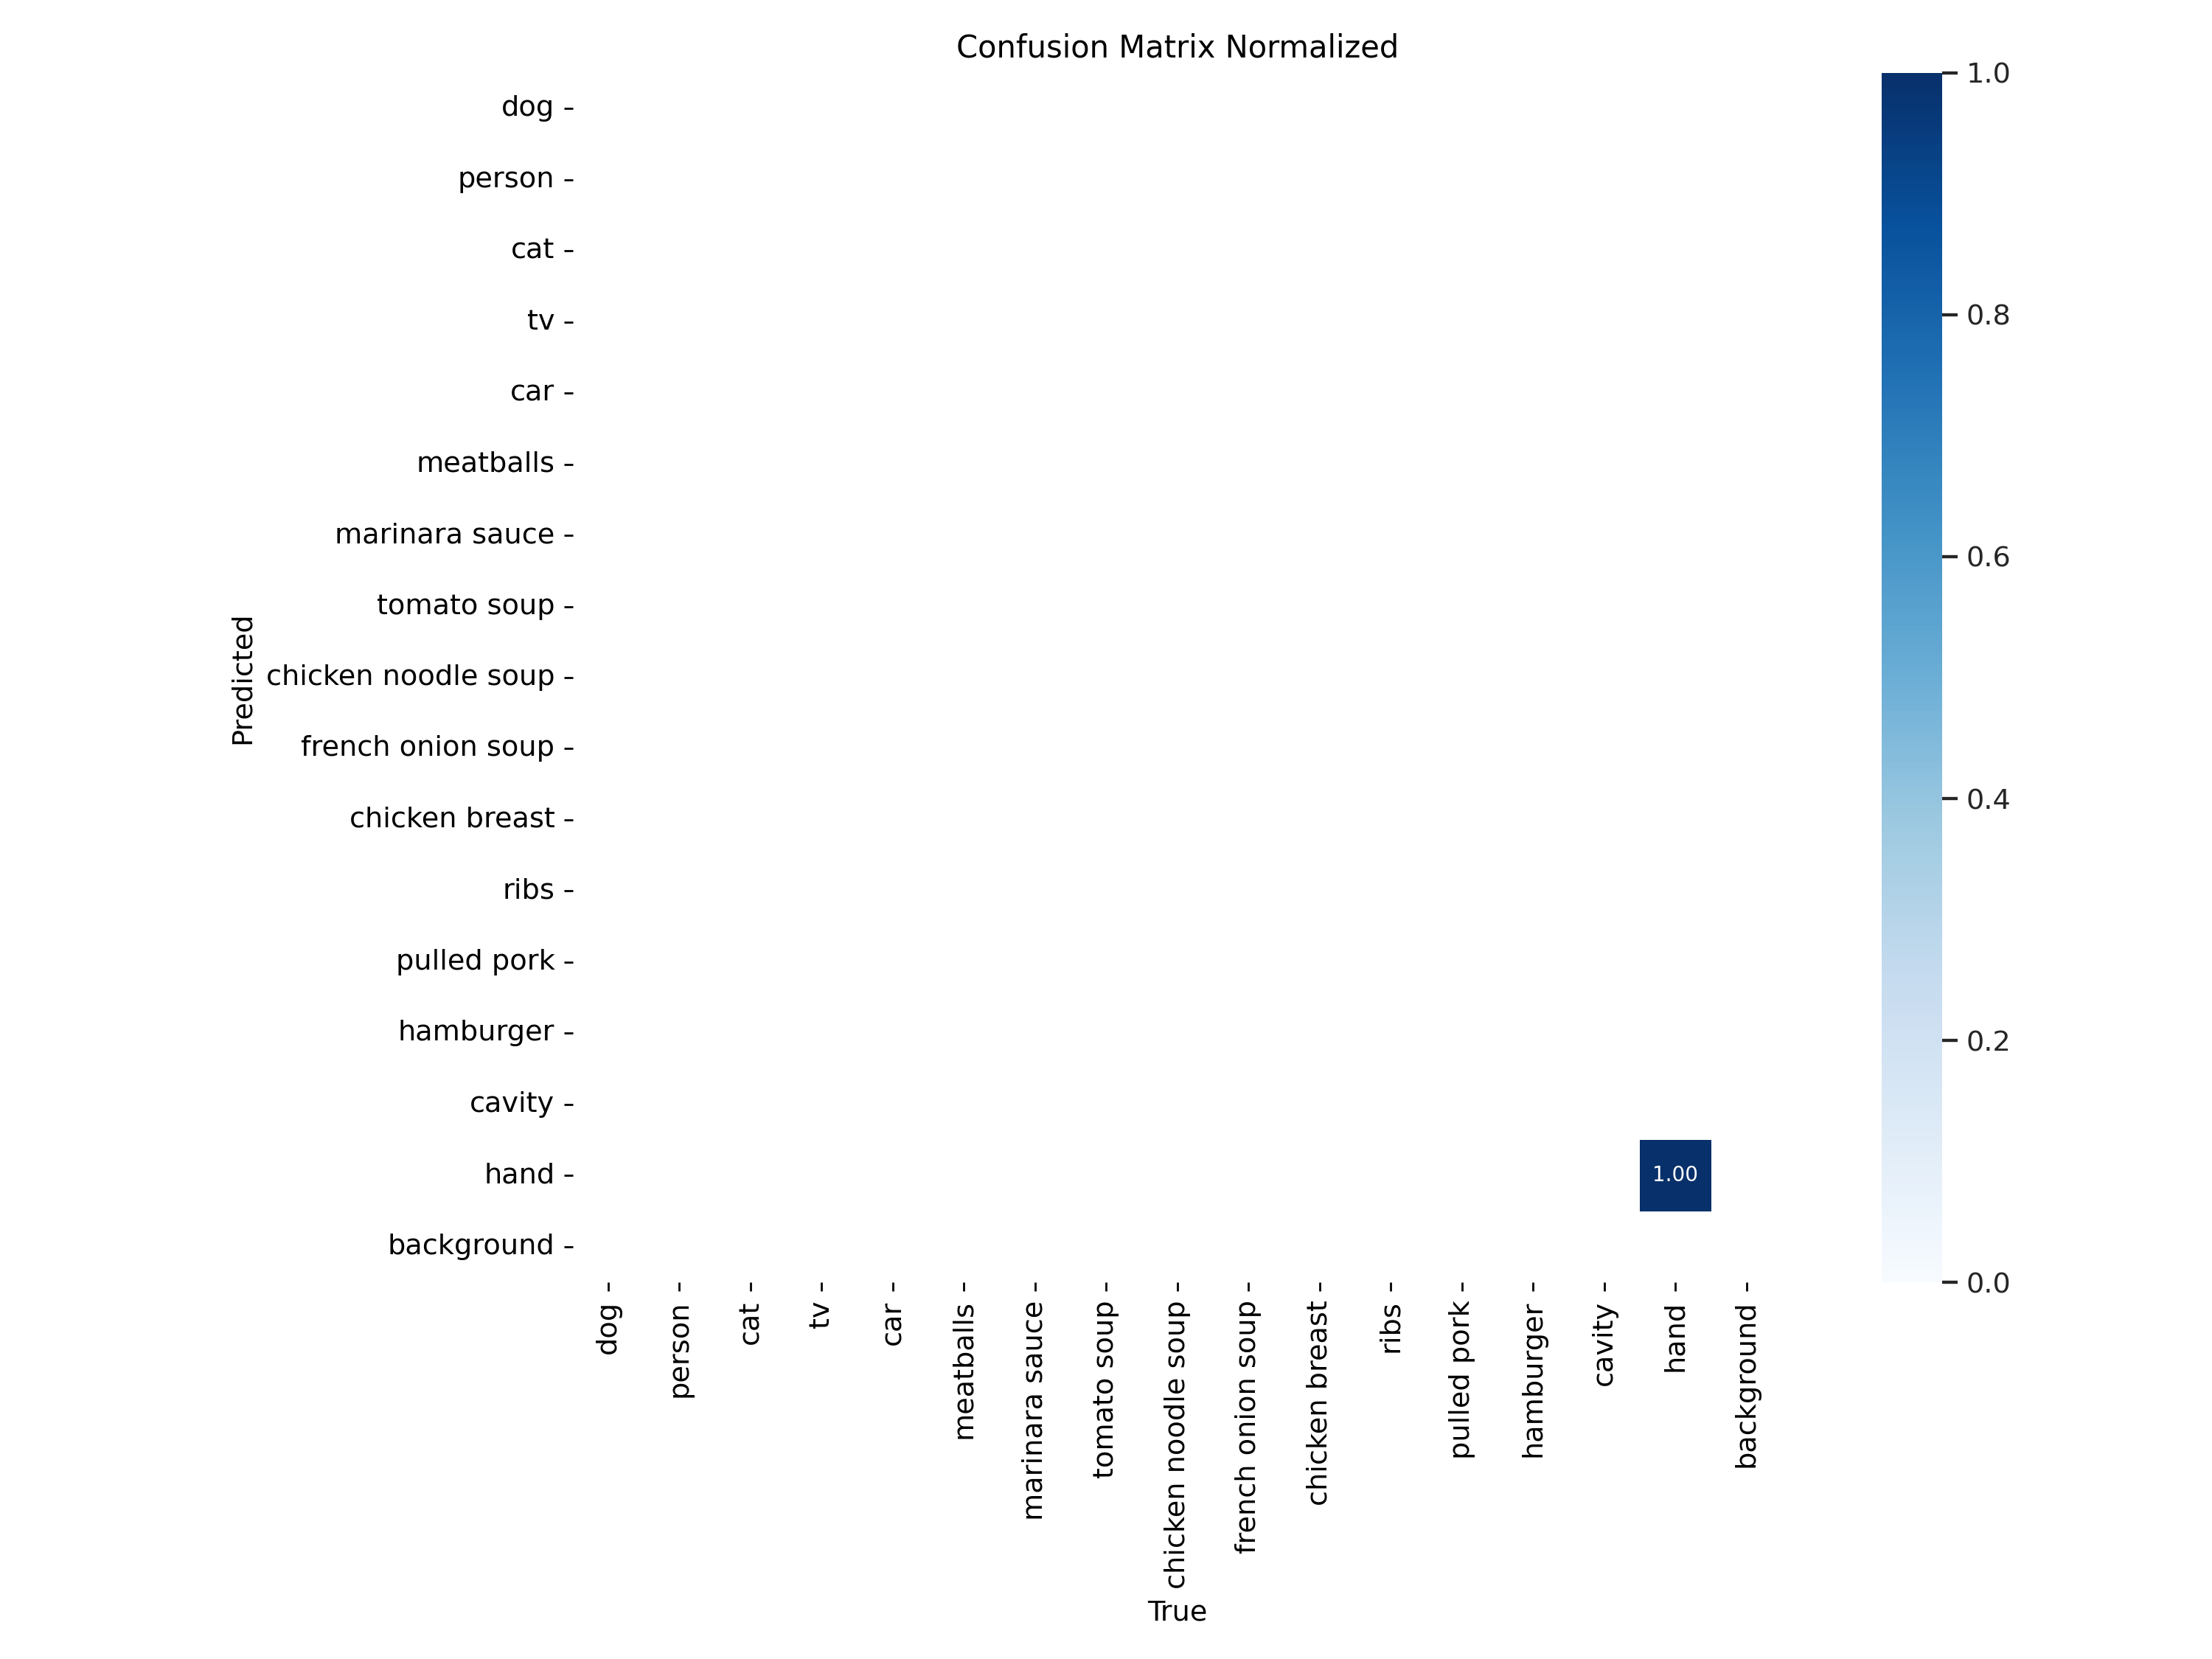 Confusion Matrix Normalized
dog
person
cat
tv
car
meatballs
marinara sauce
tomato soup
chicken noodle soup
french onion soup
chicken breast
ribs
pulled pork
hamburger
cavity
hand
background
Predicted
1.00
dog
person
cat
tv
car
meatballs
marinara sauce
tomato soup
chicken noodle soup
french onion soup
chicken breast
ribs
pulled pork
hamburger
cavity
hand
background
True
1.0
0.8
0.6
0.4
0.2
0.0